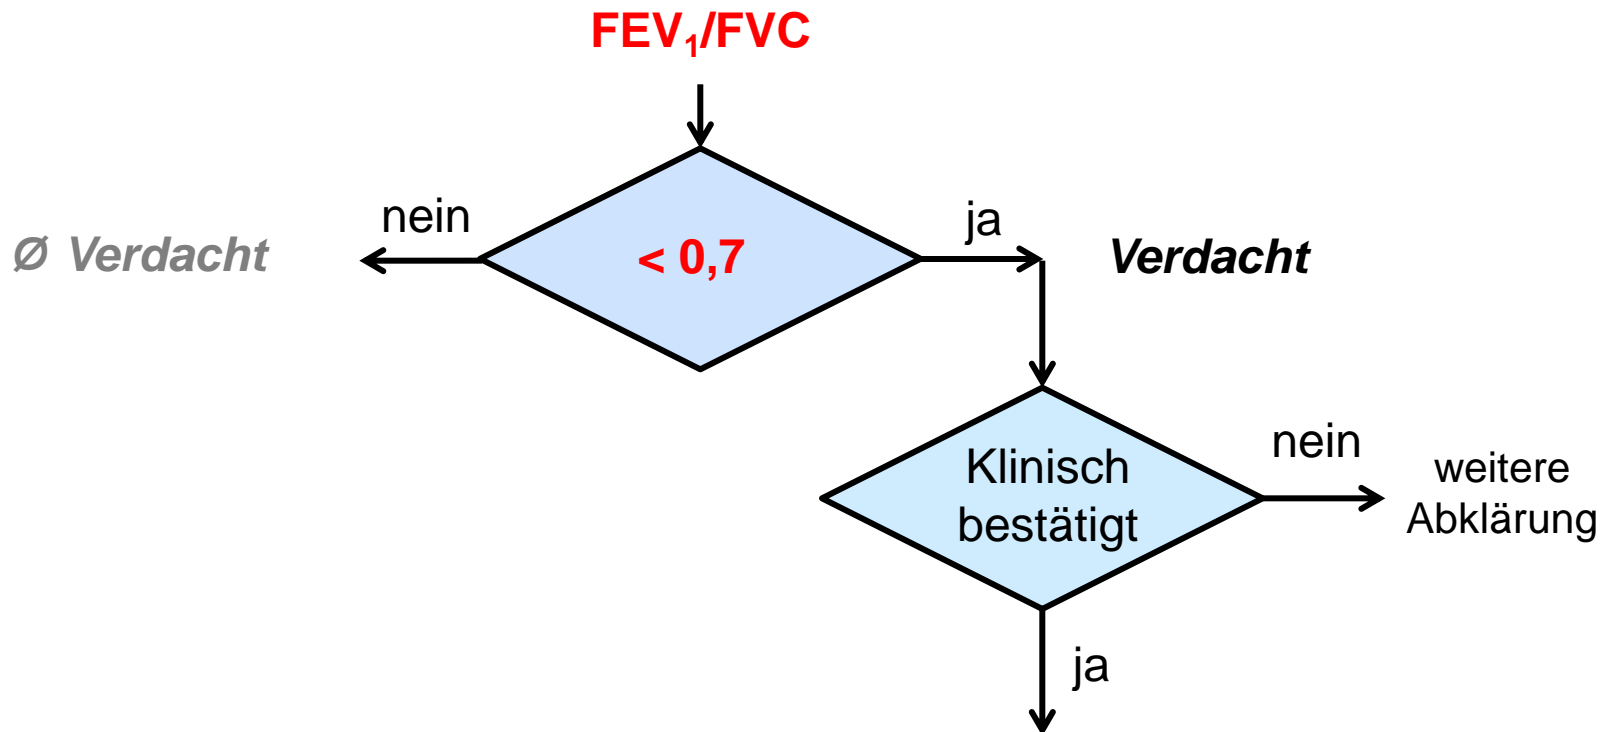 FEV₁/FVC
nein
ja
Ø Verdacht
< 0,7
Verdacht
Klinisch
bestätigt
nein
weitere
Abklärung
ja